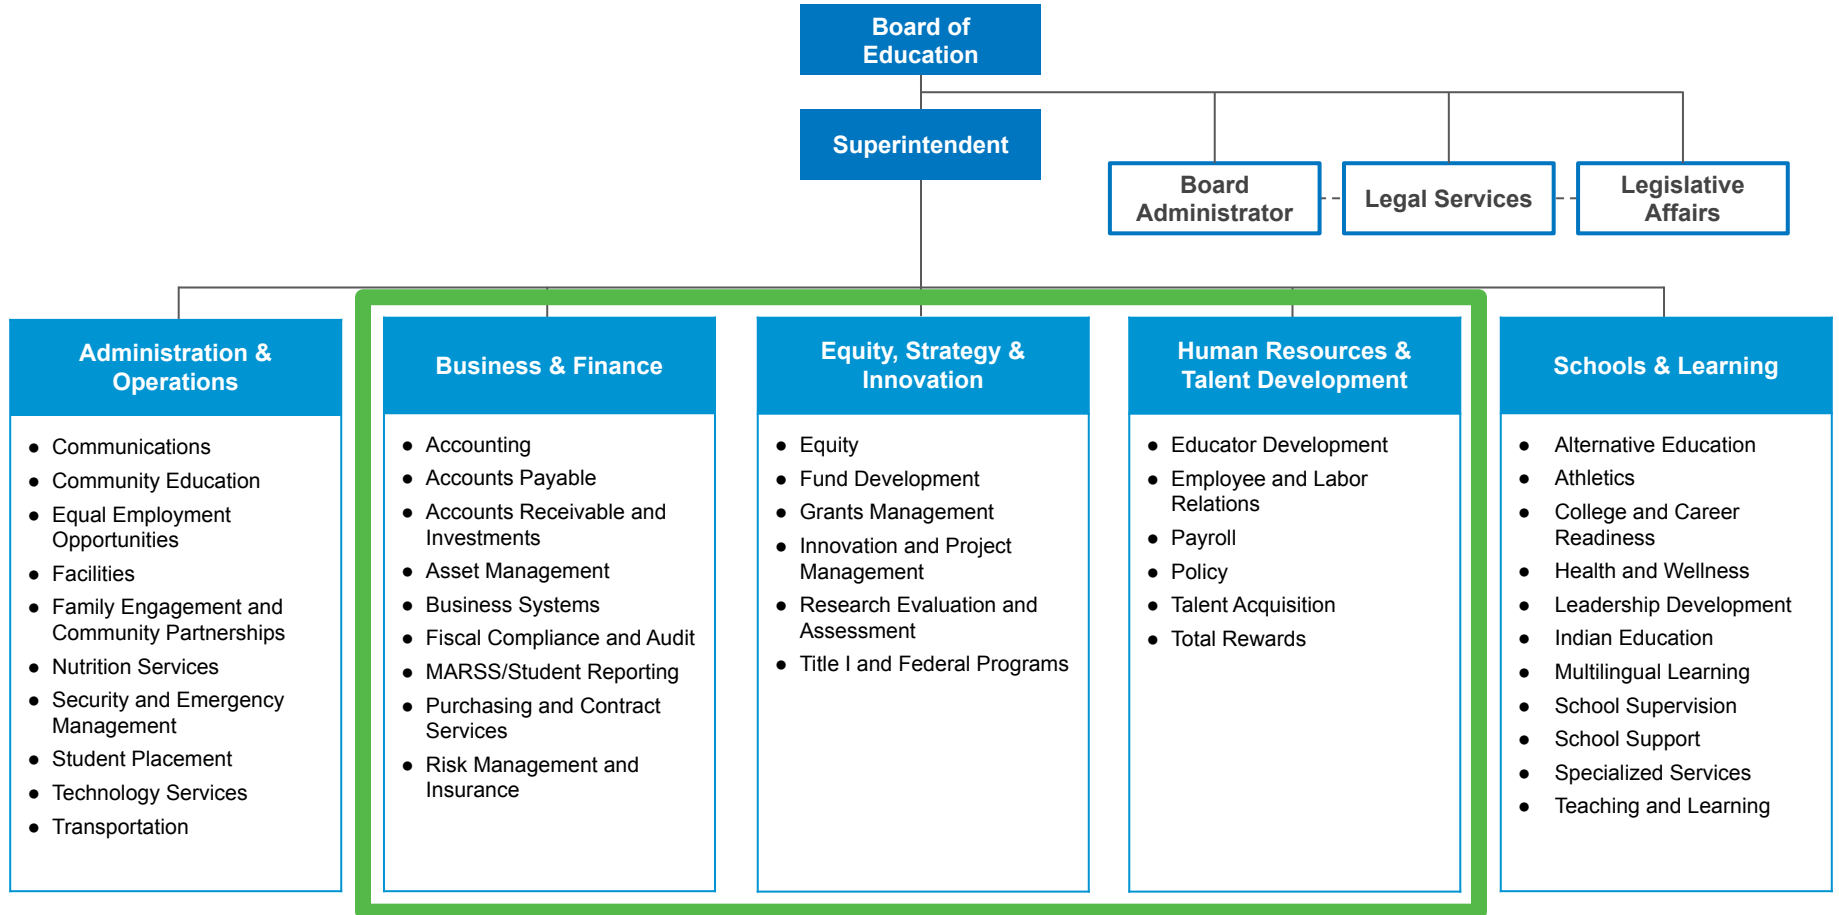 Board of
Education
Superintendent
Board
Administrator
Legal Services
Legislative
Affairs
Administration &
Operations
● Communications
● Community Education
● Equal Employment
Opportunities
● Facilities
● Family Engagement and
Community Partnerships
● Nutrition Services
● Security and Emergency
Management
● Student Placement
● Technology Services
● Transportation
Business & Finance
● Accounting
● Accounts Payable
● Accounts Receivable and
Investments
● Asset Management
● Business Systems
● Fiscal Compliance and Audit
● MARSS/Student Reporting
● Purchasing and Contract
Services
● Risk Management and
Insurance
Equity, Strategy &
Innovation
● Equity
● Fund Development
● Grants Management
● Innovation and Project
Management
● Research Evaluation and
Assessment
● Title I and Federal Programs
Human Resources &
Talent Development
● Educator Development
● Employee and Labor
Relations
● Payroll
● Policy
● Talent Acquisition
● Total Rewards
Schools & Learning
● Alternative Education
● Athletics
● College and Career
Readiness
● Health and Wellness
● Leadership Development
● Indian Education
● Multilingual Learning
● School Supervision
● School Support
● Specialized Services
● Teaching and Learning